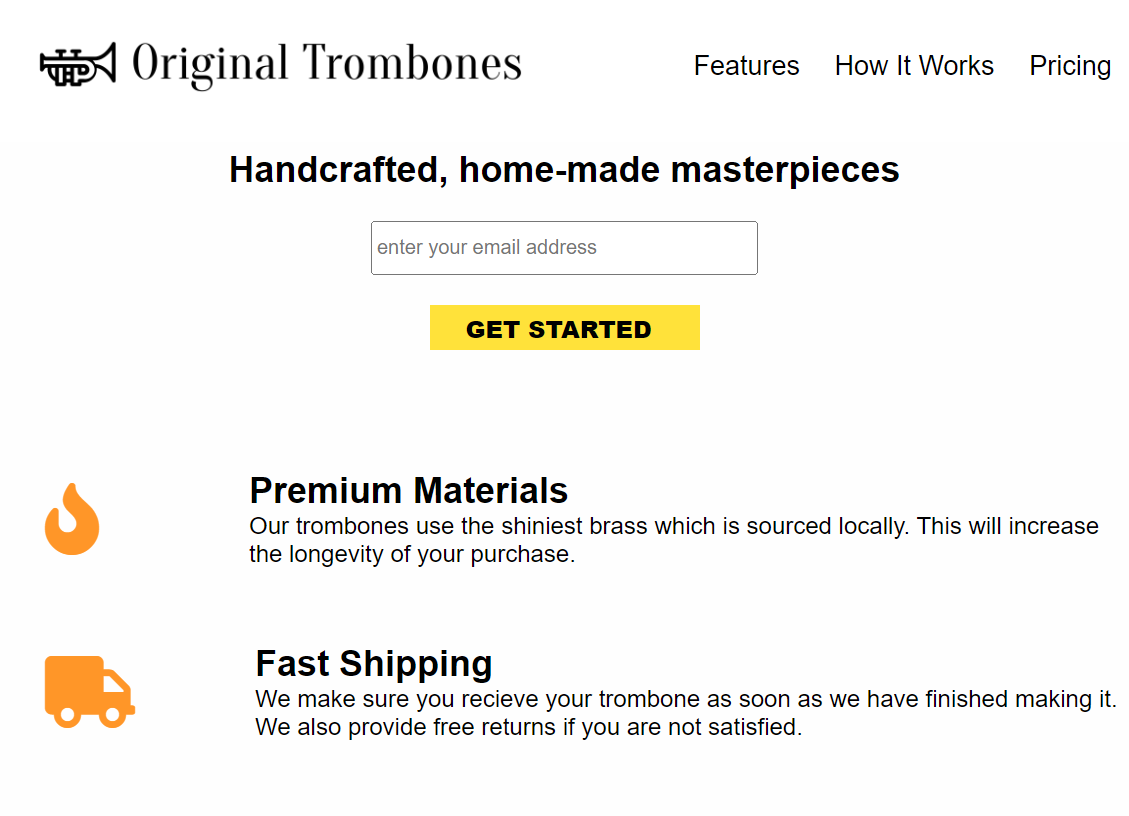 Original Trombones
Features How It Works Pricing
Handcrafted, home-made masterpieces
enter your email address
GET STARTED
Premium Materials
Our trombones use the shiniest brass which is sourced locally. This will increase
the longevity of your purchase.
Fast Shipping
We make sure you recieve your trombone as soon as we have finished making it.
We also provide free returns if you are not satisfied.